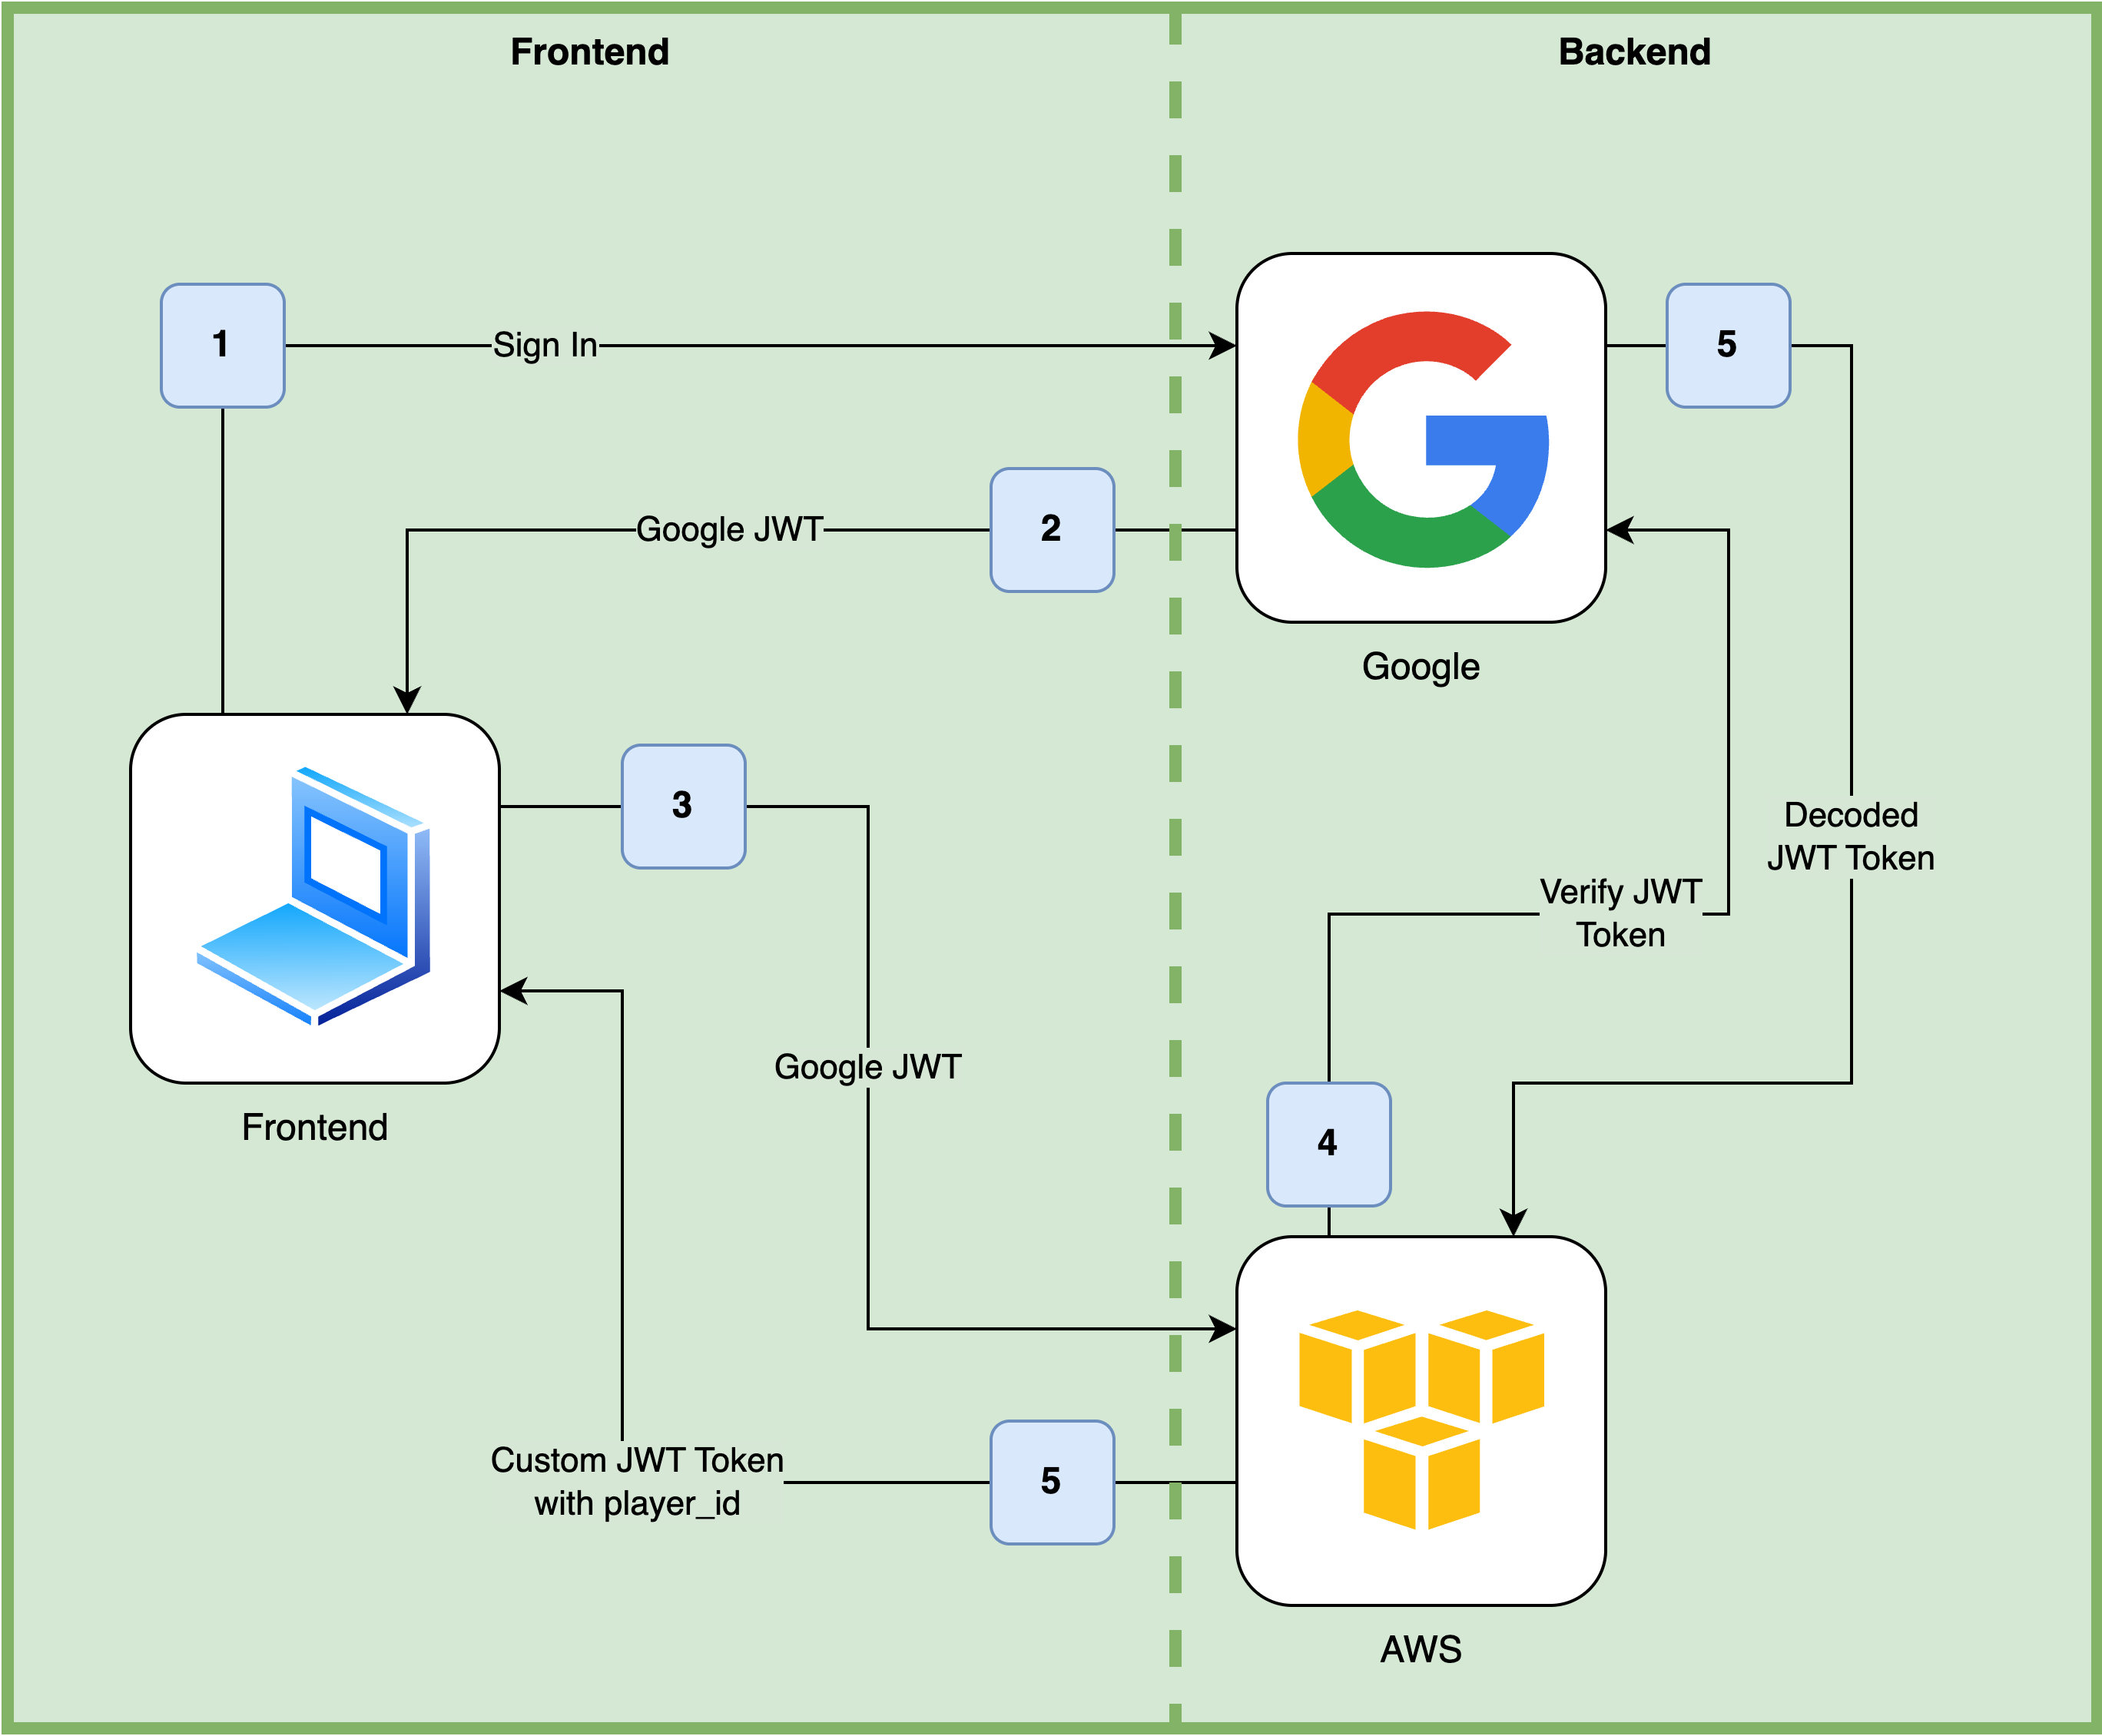 Frontend
Backend
1
Sign In
5
Google JWT
2
Google
3
Decoded
JWT Token
Verify JWT
Token
Google JWT
Frontend
4
Custom JWT Token
with player_id
5
AWS